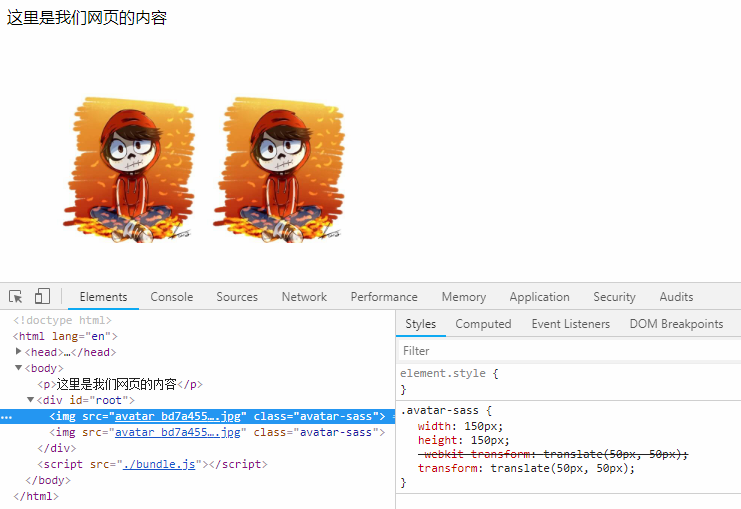 这里是我们网页的内容
Elements Console Sources Network Performance Memory Application Security Audits
<!doctype html>
<html lang="en">
<head>…</head>
<body>
<p>这里是我们网页的内容</p>
<div id="root">
<img src="avatar_bd7a455….jpg" class="avatar-sass">
<img src="avatar_bd7a455….jpg" class="avatar-sass">
</div>
<script src="./bundle.js"></script>
</body>
</html>
Styles Computed Event Listeners DOM Breakpoints
Filter
element.style {
}
.avatar-sass {
width: 150px;
height: 150px;
-webkit-transform: translate(50px, 50px);
transform: translate(50px, 50px);
}